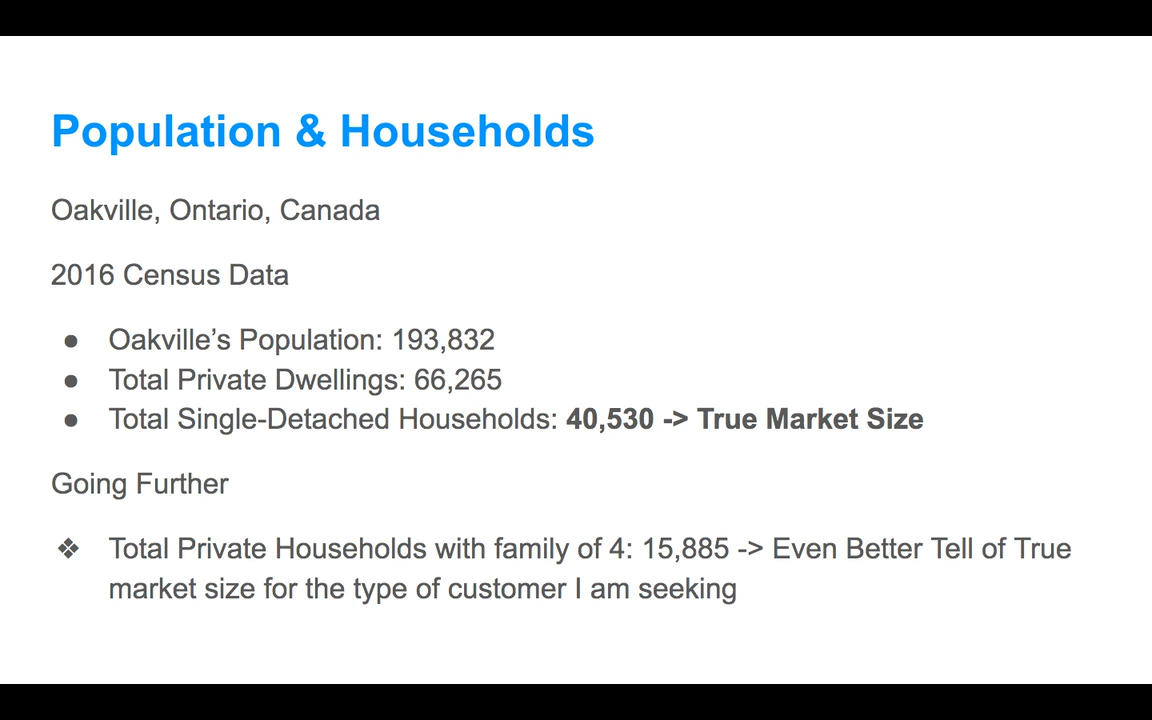 Population & Households
Oakville, Ontario, Canada
2016 Census Data
● Oakville’s Population: 193,832
● Total Private Dwellings: 66,265
● Total Single-Detached Households: 40,530 -> True Market Size
Going Further
❖ Total Private Households with family of 4: 15,885 -> Even Better Tell of True
market size for the type of customer I am seeking